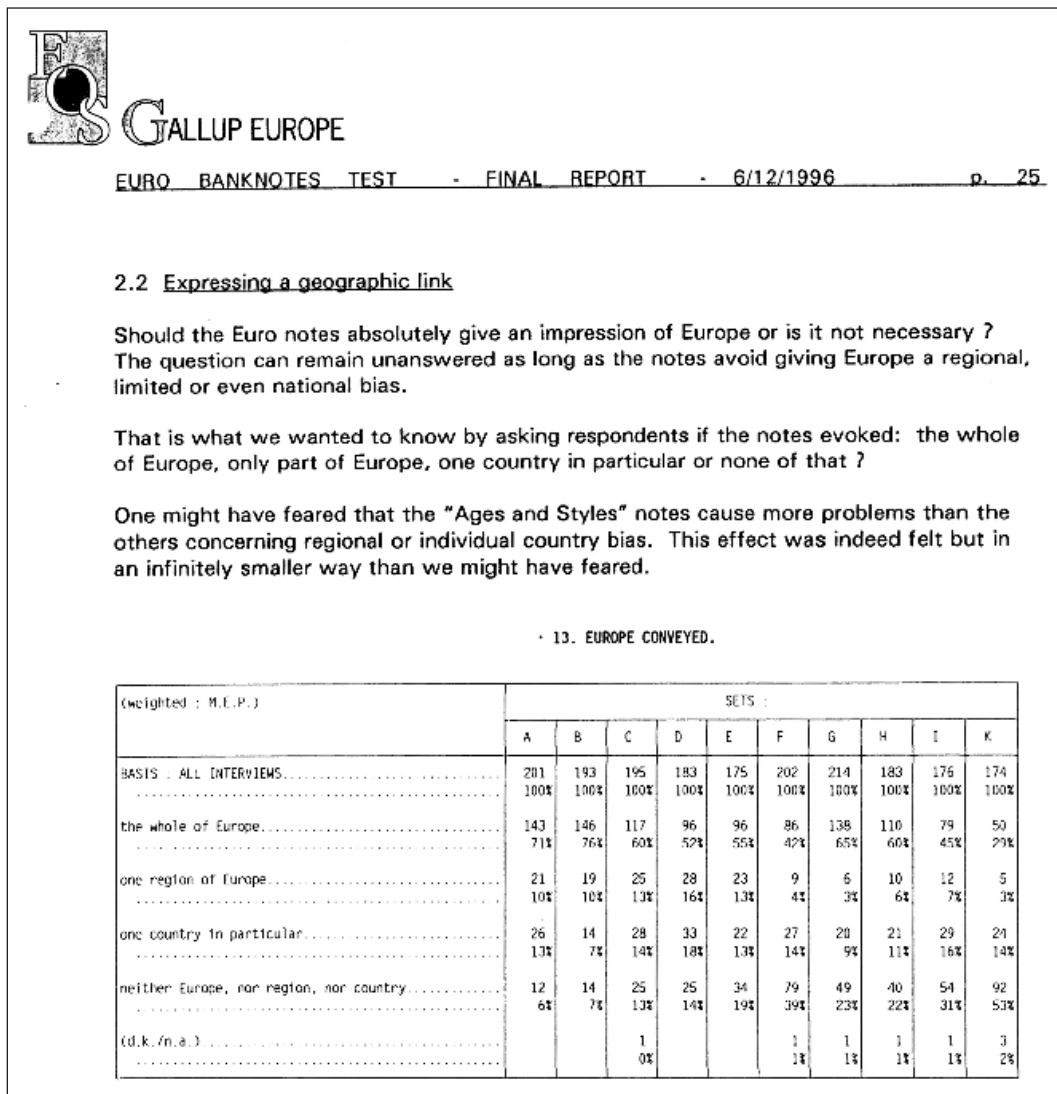 EOS
GALLUP EUROPE
EURO BANKNOTES TEST - FINAL REPORT - 6/12/1996 p. 25
2.2 Expressing a geographic link
Should the Euro notes absolutely give an impression of Europe or is it not necessary ?
The question can remain unanswered as long as the notes avoid giving Europe a regional,
limited or even national bias.
That is what we wanted to know by asking respondents if the notes evoked: the whole
of Europe, only part of Europe, one country in particular or none of that ?
One might have feared that the "Ages and Styles" notes cause more problems than the
others concerning regional or individual country bias. This effect was indeed felt but in
an infinitely smaller way than we might have feared.
13. EUROPE CONVEYED.
(weighted : M.E.P.) SETS :
A B C D E F G H I K
BASIS : ALL INTERVIEWS 201 193 195 183 175 202 214 183 176 174
100% 100% 100% 100% 100% 100% 100% 100% 100% 100%
the whole of Europe 143 146 117 96 96 86 138 110 79 50
71% 76% 60% 52% 55% 42% 65% 60% 45% 29%
one region of Europe 21 19 25 28 23 9 6 10 12 5
10% 10% 13% 16% 13% 4% 3% 6% 7% 3%
one country in particular 26 14 28 33 22 27 20 21 29 24
13% 7% 14% 18% 13% 14% 9% 11% 16% 14%
neither Europe, nor region, nor country 12 14 25 25 34 79 49 40 54 92
6% 7% 13% 14% 19% 39% 23% 22% 31% 53%
(d.k./n.a.) 1 1 1 1 1 3
0% 1% 1% 1% 1% 2%